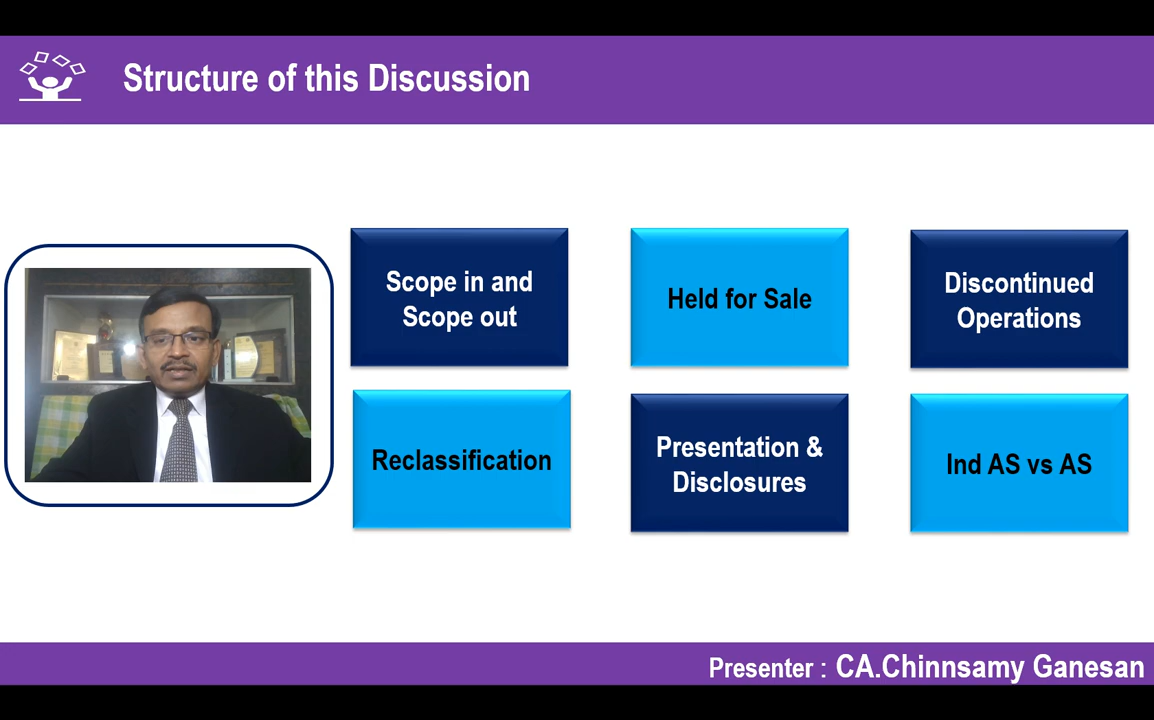 Structure of this Discussion
Scope in and
Scope out
Held for Sale
Discontinued
Operations
Reclassification
Presentation &
Disclosures
Ind AS vs AS
Presenter : CA.Chinnsamy Ganesan